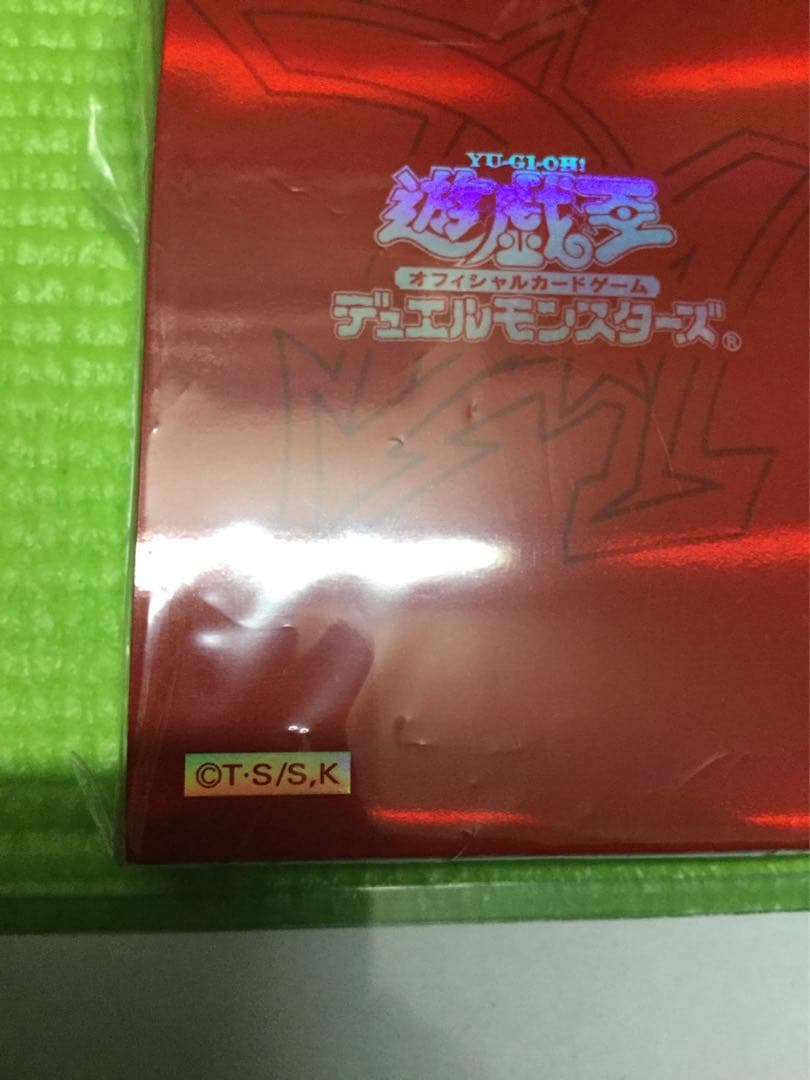 YU-GI-OH!
遊戯王
オフィシャルカードゲーム
デュエルモンスターズ®
©T·S/S,K